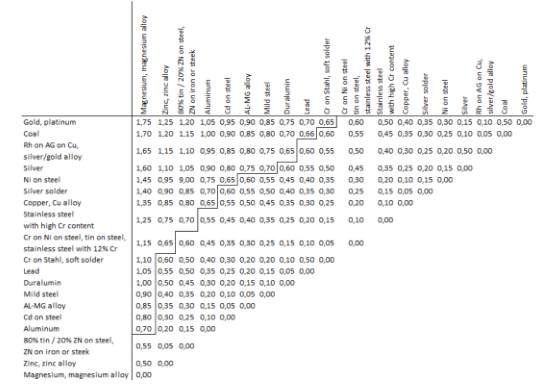 Magnesium, magnesium alloy
Zinc, zinc alloy
80% tin / 20% ZN on steel,
ZN on iron or steek
Aluminum
Cd on steel
AL-MG alloy
Mild steel
Duralumin
Lead
Cr on Stahl, soft solder
Cr on Ni on steel
tin on steel,
stainless steel with 12% Cr
Stainless steel
with high Cr content
Copper, Cu alloy
Silver solder
Ni on steel
Silver
Rh on AG on Cu,
silver/gold alloy
Coal
Gold, platinum
Gold, platinum 1,75 1,25 1,20 1,05 0,95 0,90 0,85 0,75 0,70 0,65 0,60 0,50 0,40 0,35 0,30 0,20 0,15 0,10 0,50 0,00
Coal 1,70 1,20 1,15 1,00 0,90 0,85 0,80 0,70 0,66 0,60 0,55 0,45 0,35 0,30 0,25 0,10 0,05 0,00
Rh on AG on Cu,
silver/gold alloy 1,65 1,15 1,10 0,95 0,85 0,80 0,75 0,65 0,60 0,55 0,50 0,40 0,30 0,25 0,20 0,50 0,00
Silver 1,60 1,10 1,05 0,90 0,80 0,75 0,70 0,60 0,55 0,50 0,45 0,35 0,25 0,20 0,15 0,00
Ni on steel 1,45 0,95 9,00 0,75 0,65 0,60 0,55 0,45 0,40 0,35 0,30 0,20 0,10 0,15 0,00
Silver solder 1,40 0,90 0,85 0,70 0,60 0,55 0,50 0,40 0,35 0,30 0,25 0,15 0,05 0,00
Copper, Cu alloy 1,35 0,85 0,80 0,65 0,55 0,50 0,45 0,35 0,30 0,25 0,20 0,10 0,00
Stainless steel
with high Cr content 1,25 0,75 0,70 0,55 0,45 0,40 0,35 0,25 0,20 0,15 0,10 0,00
Cr on Ni on steel, tin on steel,
stainless steel with 12% Cr 1,15 0,65 0,60 0,45 0,35 0,30 0,25 0,15 0,10 0,05 0,00
Cr on Stahl, soft solder 1,10 0,60 0,50 0,40 0,30 0,20 0,20 0,10 0,50 0,00
Lead 1,05 0,55 0,50 0,35 0,25 0,20 0,15 0,05 0,00
Duralumin 1,00 0,50 0,45 0,30 0,20 0,15 0,10 0,00
Mild steel 0,90 0,40 0,35 0,20 0,10 0,05 0,00
AL-MG alloy 0,85 0,35 0,30 0,15 0,05 0,00
Cd on steel 0,80 0,30 0,25 0,10 0,00
Aluminum 0,70 0,20 0,15 0,00
80% tin / 20% ZN on steel,
ZN on iron or steek 0,55 0,05 0,00
Zinc, zinc alloy 0,50 0,00
Magnesium, magnesium alloy 0,00